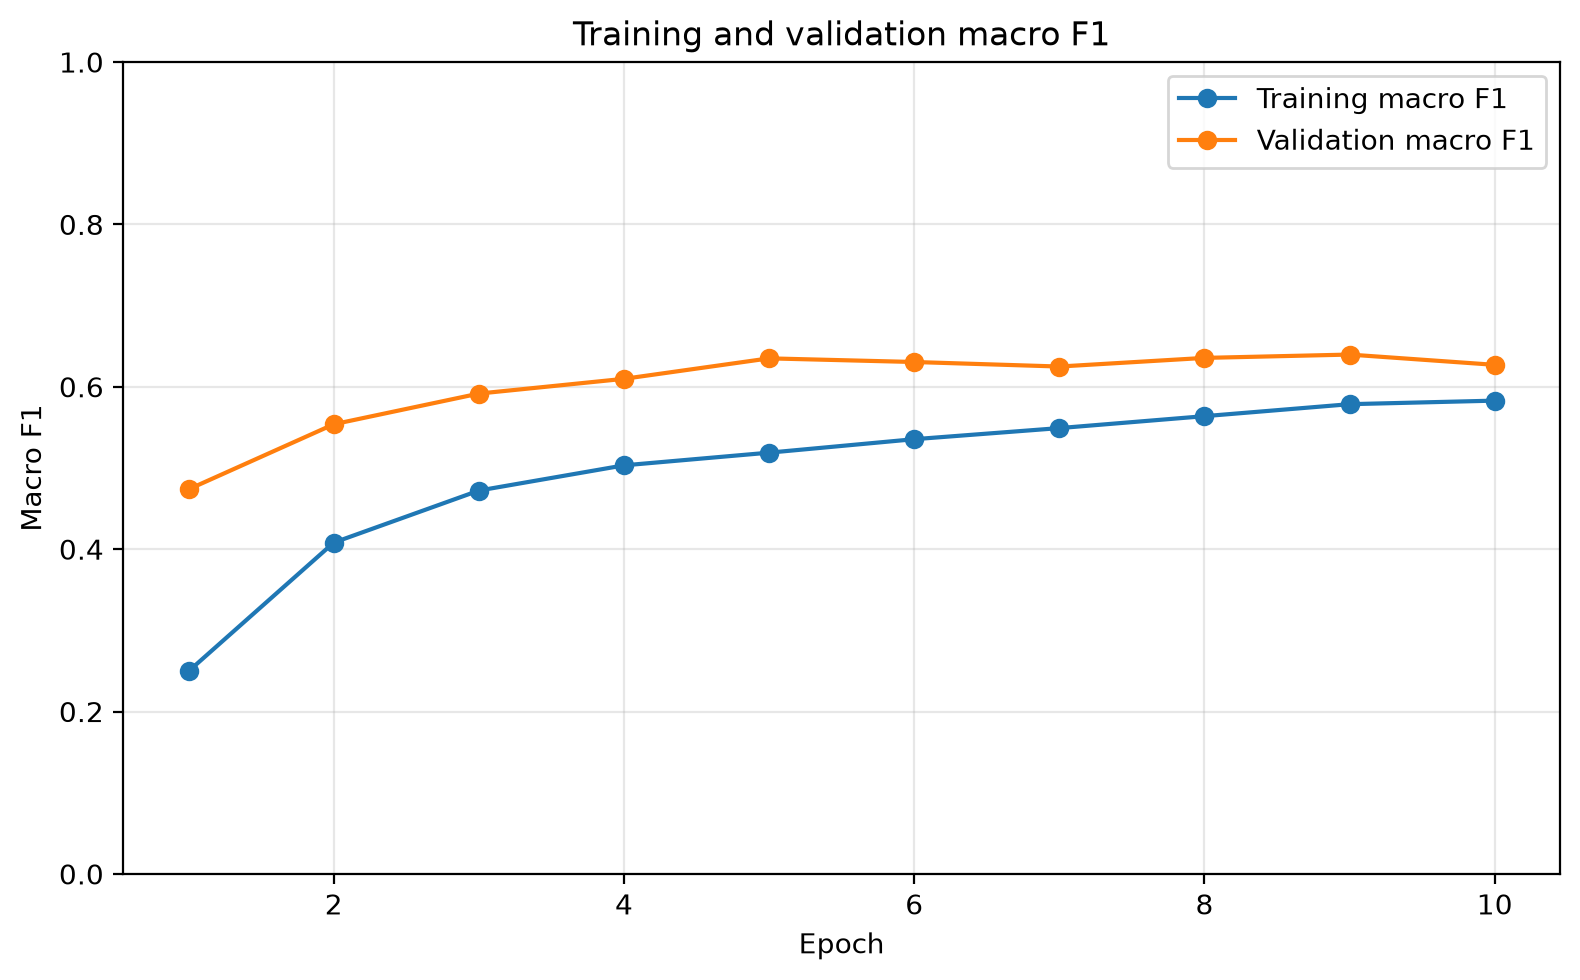 Training and validation macro F1
1.0
0.8
0.6
0.4
0.2
0.0
Macro F1
Training macro F1
Validation macro F1
2 4 6 8 10
Epoch